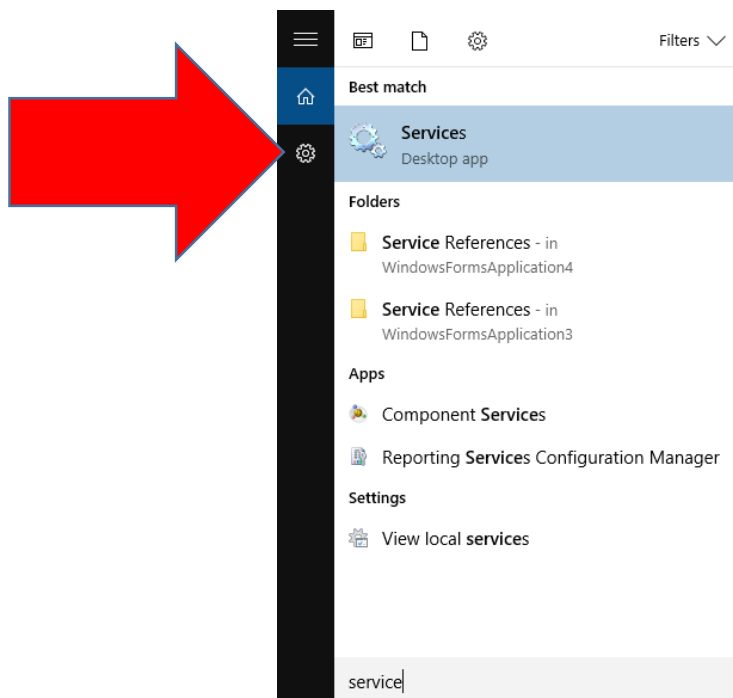 Filters
Best match
Services
Desktop app
Folders
Service References - in
WindowsFormsApplication4
Service References - in
WindowsFormsApplication3
Apps
Component Services
Reporting Services Configuration Manager
Settings
View local services
service